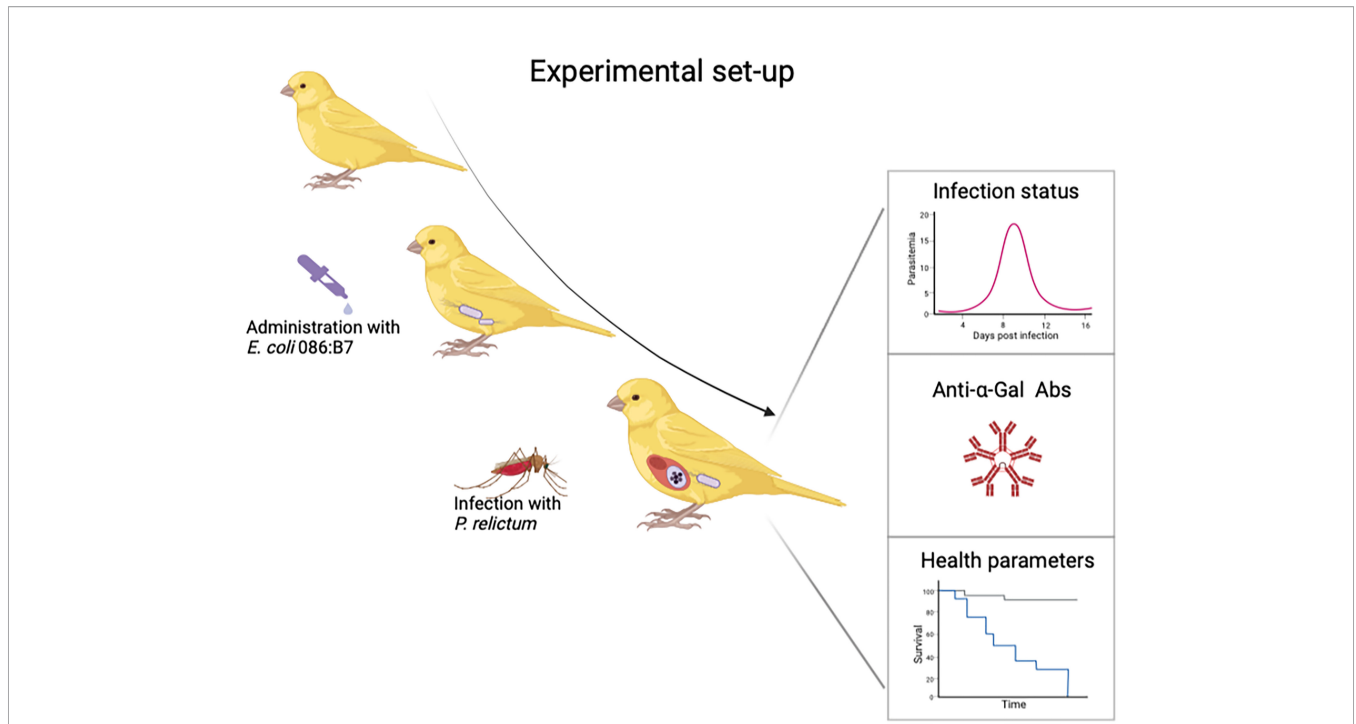 Experimental set-up
Administration with
E. coli 086:B7
Infection with
P. relictum
Infection status
Parasitemia
20
15
10
5
0
4 8 12 16
Days post infection
Anti-α-Gal Abs
Health parameters
Survival
100
80
60
40
20
0
Time